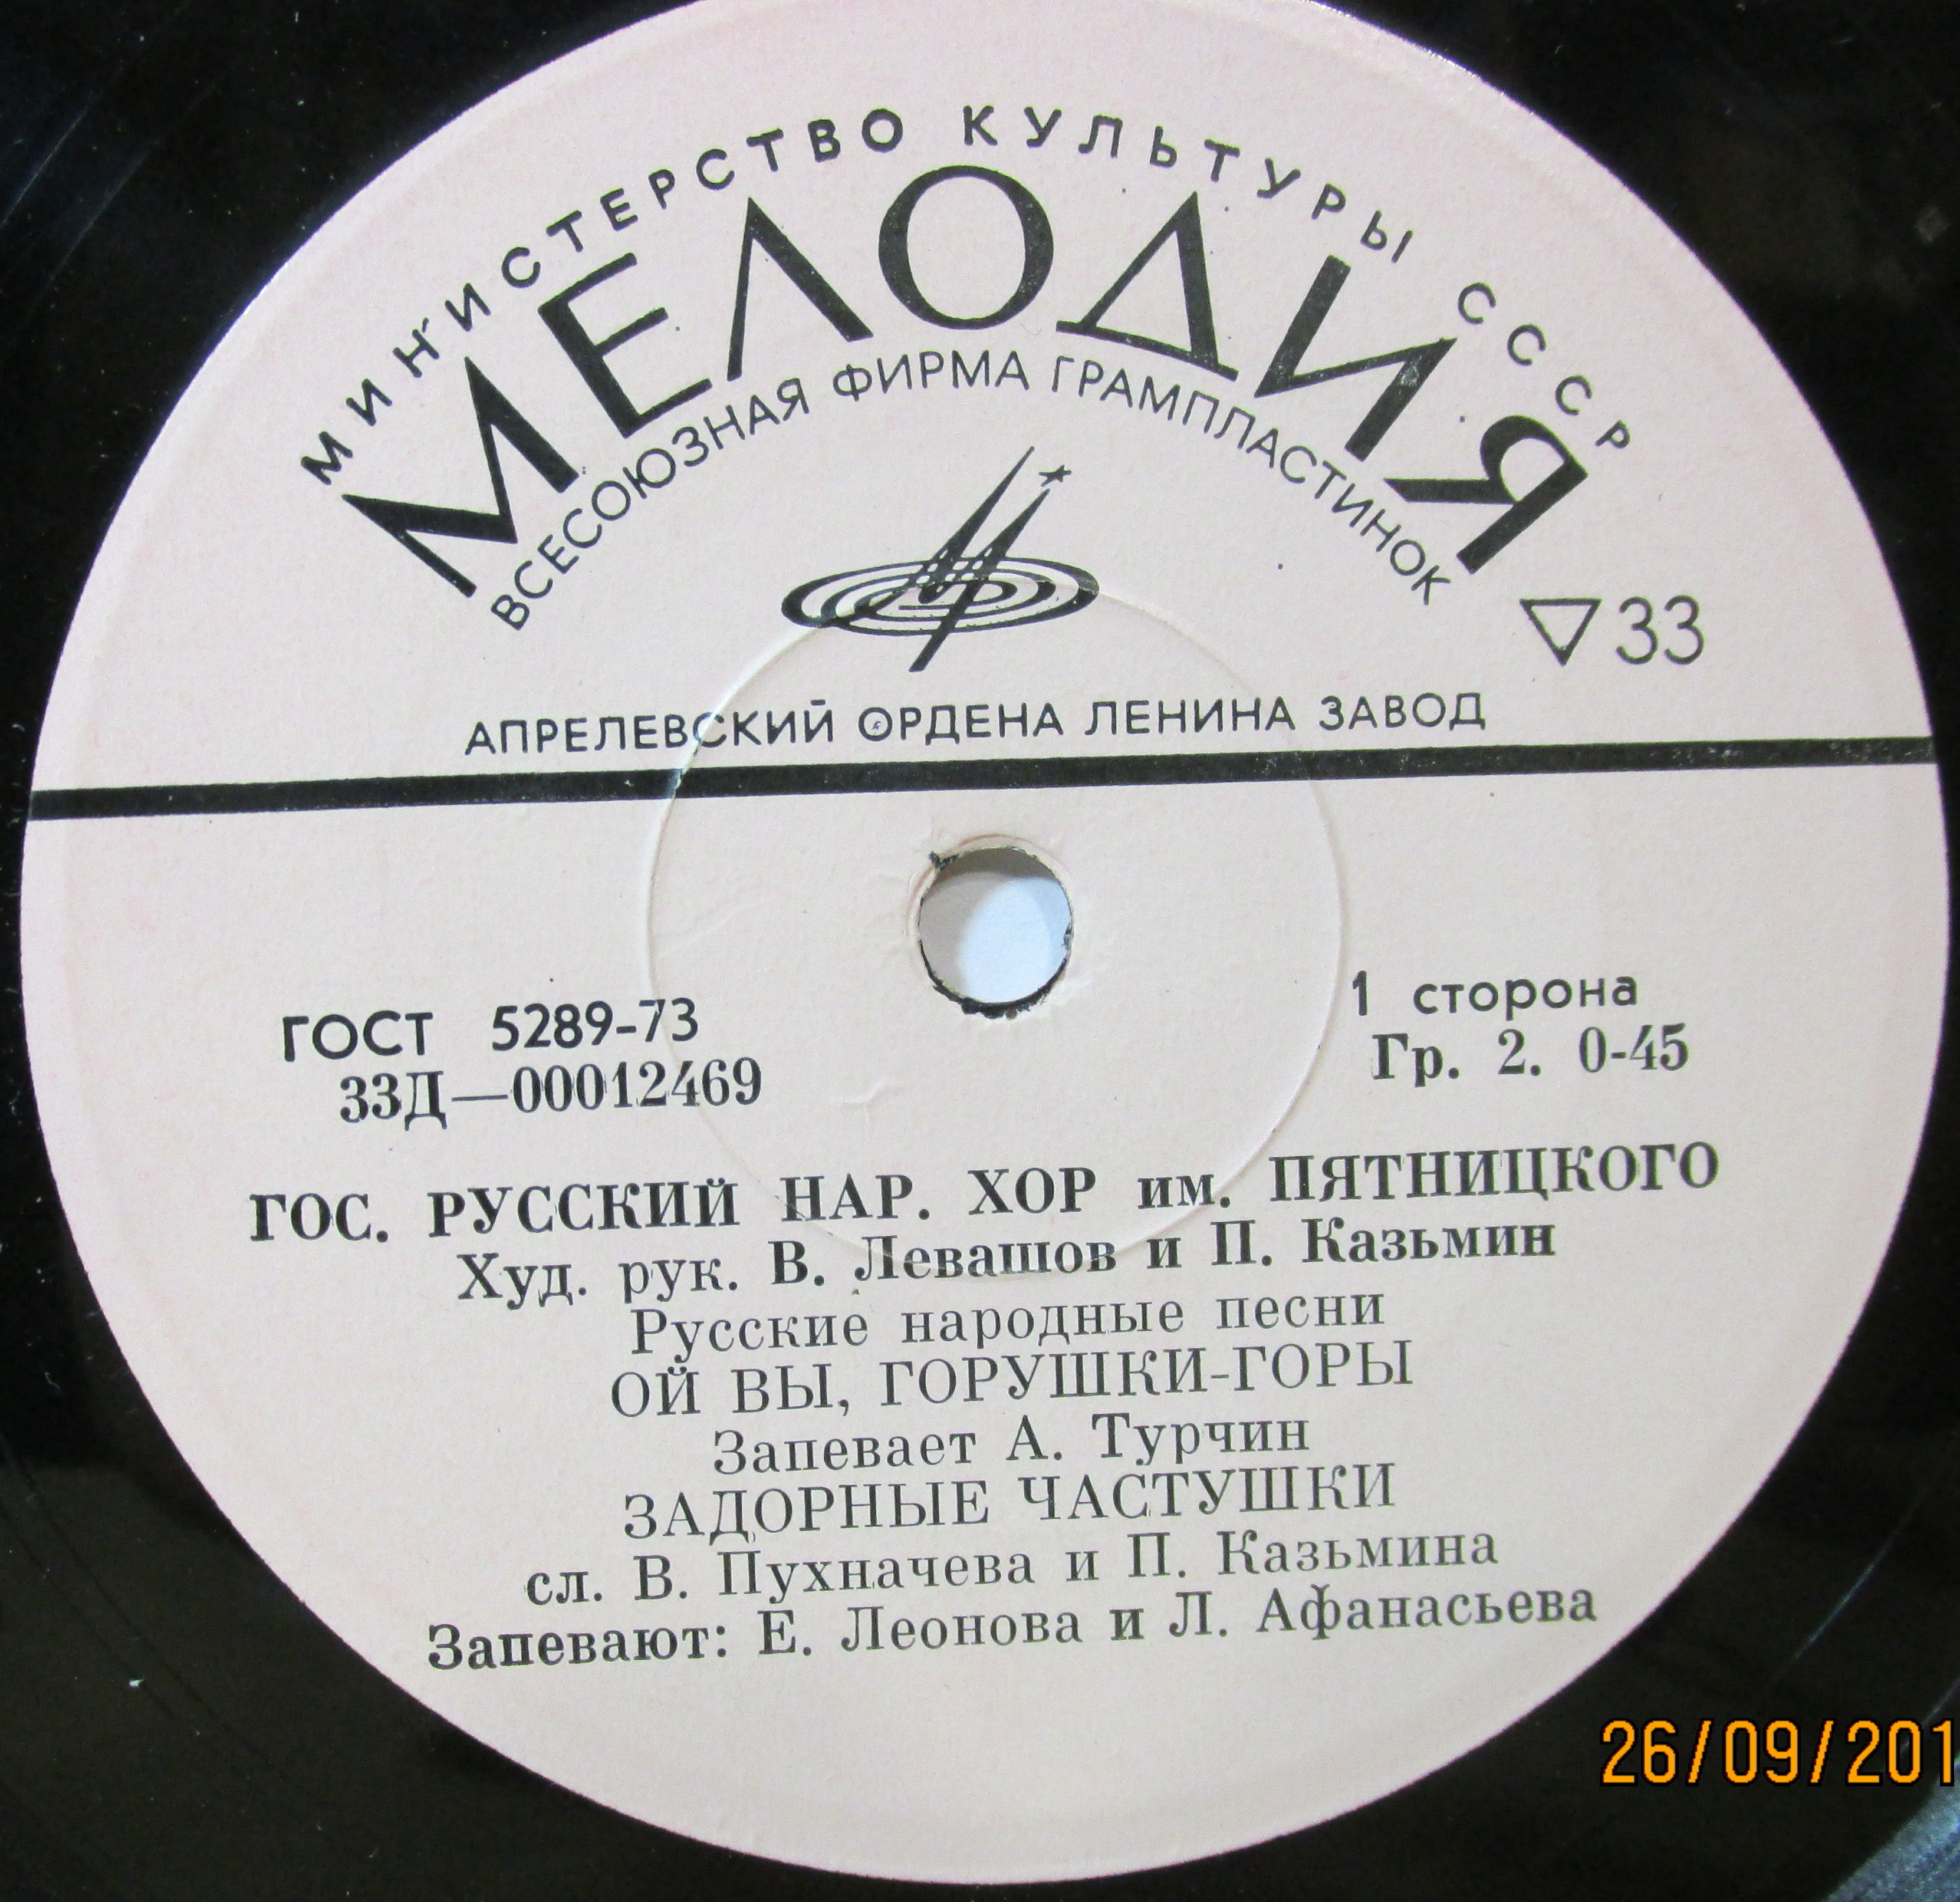 МИНИСТЕРСТВО КУЛЬТУРЫ СССР
МЕЛОДИЯ
ВСЕСОЮЗНАЯ ФИРМА ГРАМПЛАСТИНОК
33
АПРЕЛЕВСКИЙ ОРДЕНА ЛЕНИНА ЗАВОД
ГОСТ 5289-73
33Д—00012469
1 сторона
Гр. 2. 0-45
ГОС. РУССКИЙ НАР. ХОР им. ПЯТНИЦКОГО
Худ. рук. В. Левашов и П. Казьмин
Русские народные песни
ОЙ ВЫ, ГОРУШКИ-ГОРЫ
Запевает А. Турчин
ЗАДОРНЫЕ ЧАСТУШКИ
сл. В. Пухначева и П. Казьмина
Запевают: Е. Леонова и Л. Афанасьева
26/09/201